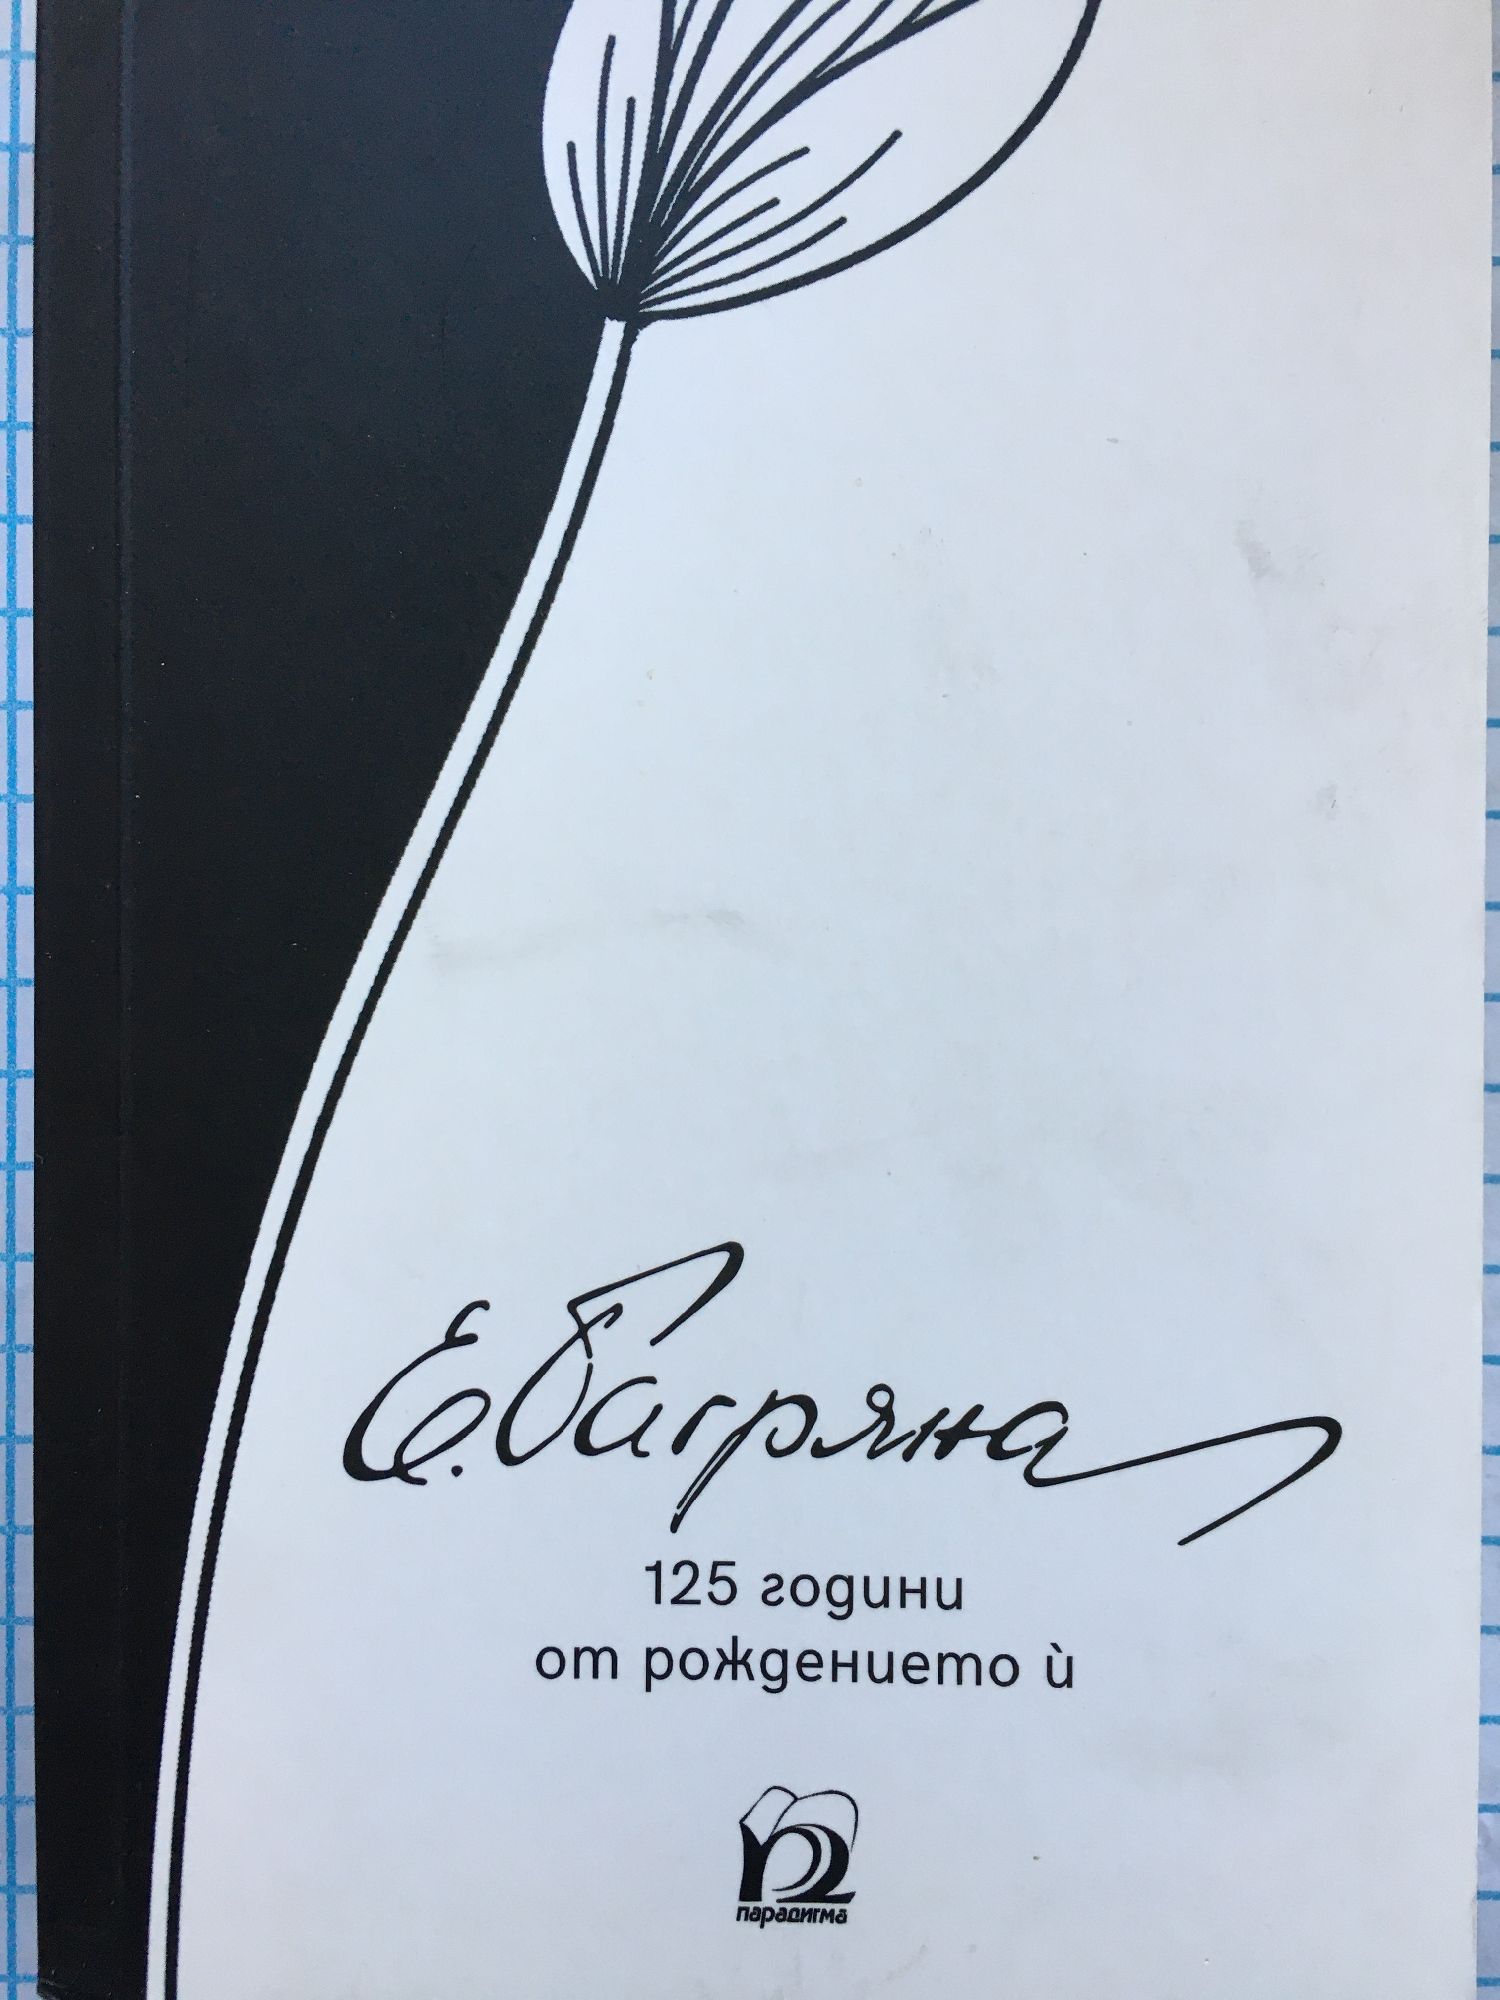 Е. Багряна
125 години
от рождението ѝ
парадигма